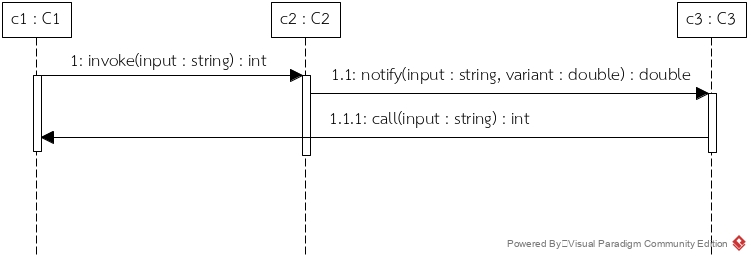 c1 : C1
c2 : C2
c3 : C3
1: invoke(input : string) : int
1.1: notify(input : string, variant : double) : double
1.1.1: call(input : string) : int
Powered By Visual Paradigm Community Edition